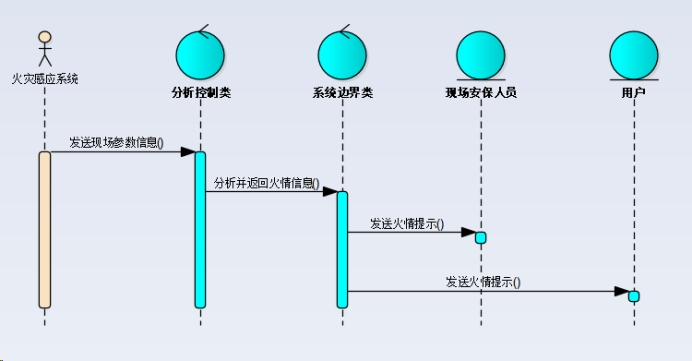 火灾感应系统
分析控制类
系统边界类
现场安保人员
用户
发送现场参数信息()
分析并返回火情信息()
发送火情提示()
发送火情提示()